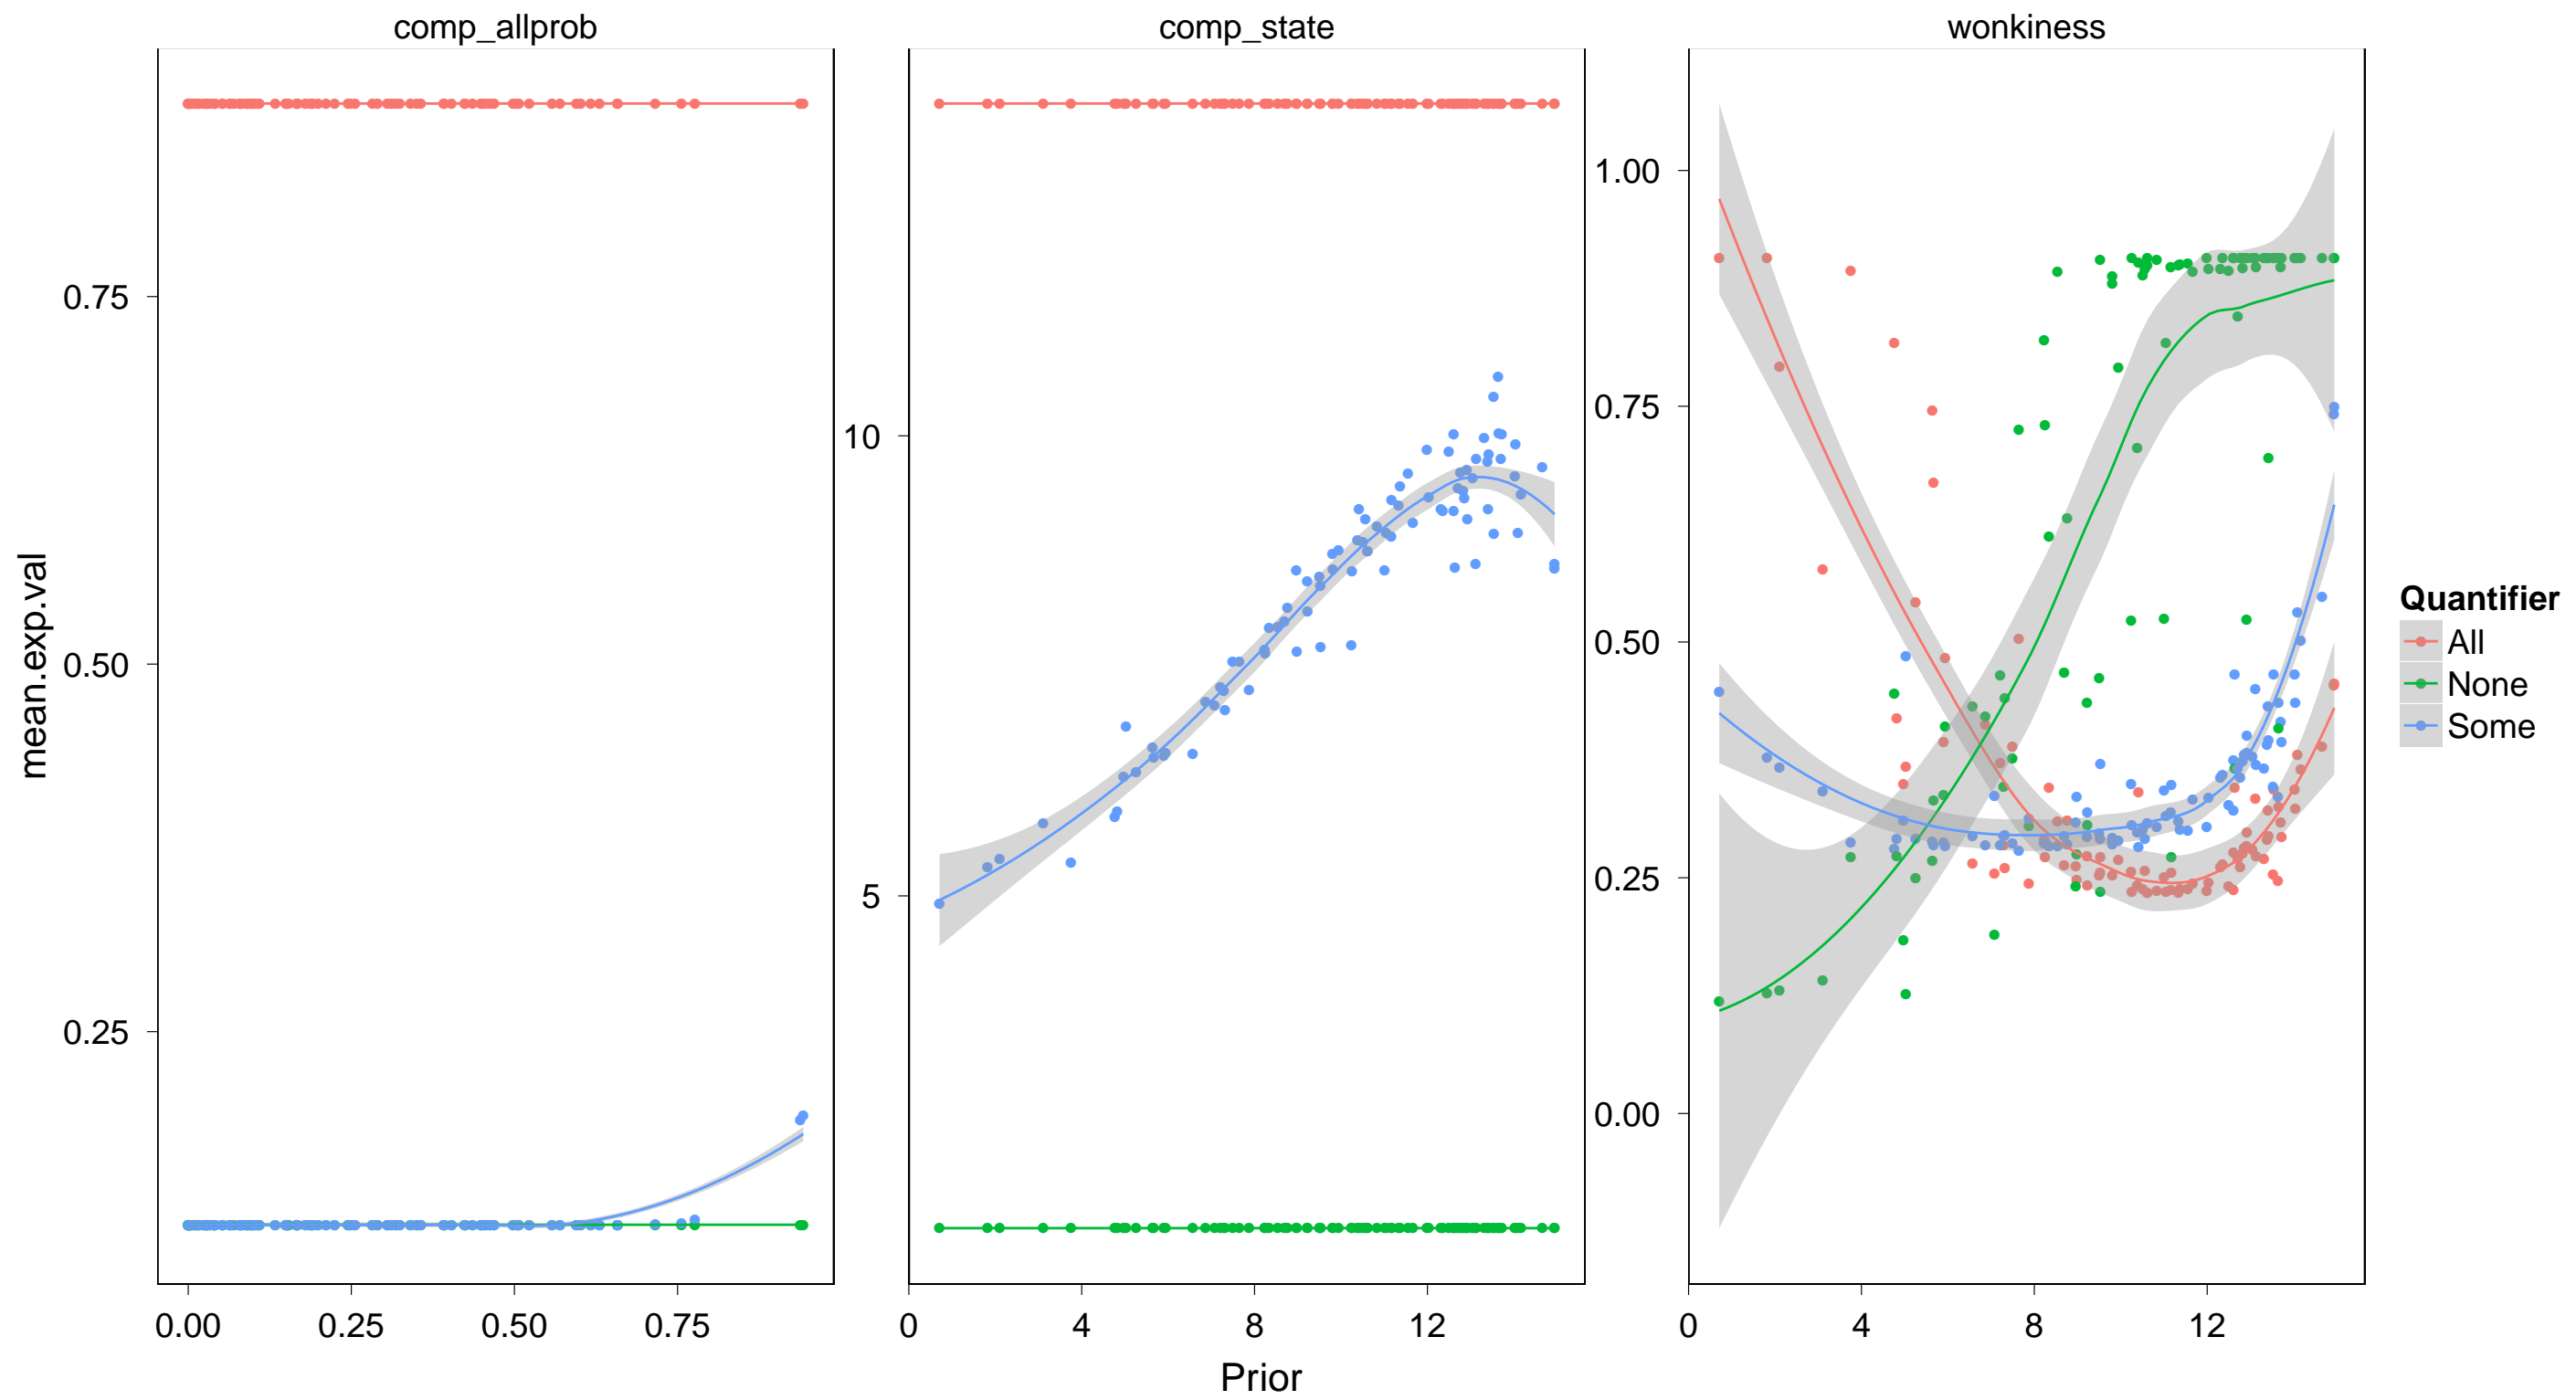 comp_allprob comp_state wonkiness
mean.exp.val
0.75
0.50
0.25
0.00 0.25 0.50 0.75
10
5
0 4 8 12
1.00
0.75
0.50
0.25
0.00
0 4 8 12
Prior
Quantifier
All
None
Some